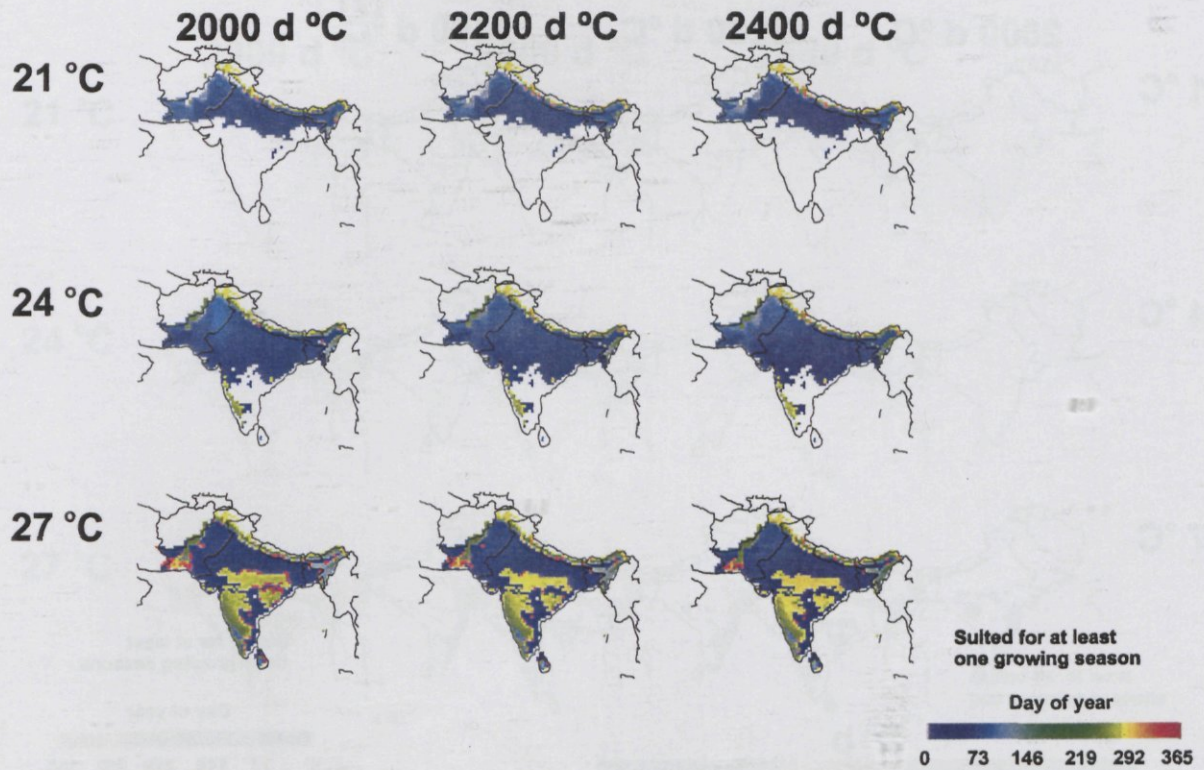 2000 d ºC 2200 d ºC 2400 d ºC
21 °C
24 °C
27 °C
Suited for at least
one growing season
Day of year
0 73 146 219 292 365